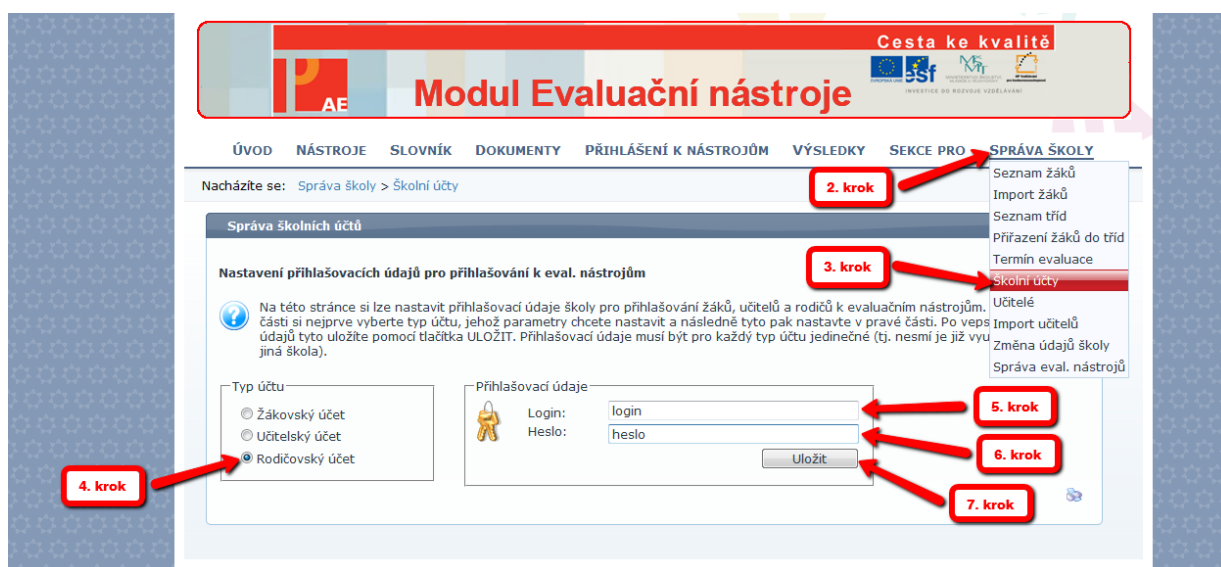 Cesta ke kvalitě
AE
esf
MŠMT
INVESTICE DO ROZVOJE VZDĚLÁVÁNÍ
Modul Evaluační nástroje
ÚVOD NÁSTROJE SLOVNÍK DOKUMENTY PŘIHLÁŠENÍ K NÁSTROJŮM VÝSLEDKY SEKCE PRO SPRÁVA ŠKOLY
Nacházíte se: Správa školy > Školní účty
2. krok
Seznam žáků
Import žáků
Seznam tříd
Přiřazení žáků do tříd
Termín evaluace
Školní účty
Učitelé
Import učitelů
Změna údajů školy
Správa eval. nástrojů
Správa školních účtů
3. krok
Nastavení přihlašovacích údajů pro přihlašování k eval. nástrojům
Na této stránce si lze nastavit přihlašovací údaje školy pro přihlašování žáků, učitelů a rodičů k evaluačním nástrojům.
části si nejprve vyberte typ účtu, jehož parametry chcete nastavit a následně tyto pak nastavte v pravé části. Po veps
údajů tyto uložíte pomocí tlačítka ULOŽIT. Přihlašovací údaje musí být pro každý typ účtu jedinečné (tj. nesmí je již vyu
jiná škola).
Typ účtu
Žákovský účet
Učitelský účet
Rodičovský účet
4. krok
Přihlašovací údaje
Login: login
Heslo: heslo
Uložit
5. krok
6. krok
7. krok